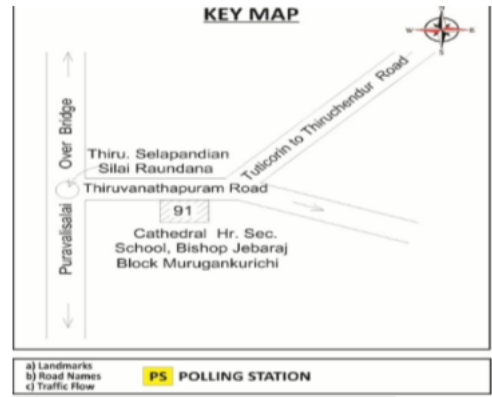 KEY MAP
N
W
E
S
Tuticorin to Thiruchendur Road
Over Bridge
Thiru. Selapandian
Silai Raundana
Thiruvanathapuram Road
91
Puravalisalai
Cathedral Hr. Sec.
School, Bishop Jebaraj
Block Murugankurichi
a) Landmarks
b) Road Names
c) Traffic Flow
PS POLLING STATION